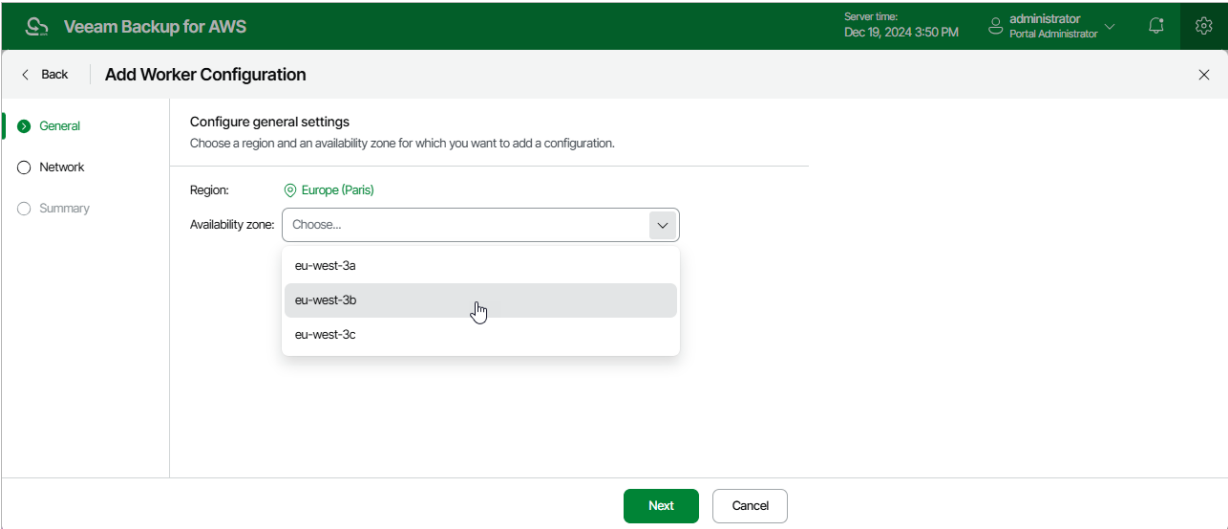 Veeam Backup for AWS
Server time:
Dec 19, 2024 3:50 PM
administrator
Portal Administrator
Back
Add Worker Configuration
General
Network
Summary
Configure general settings
Choose a region and an availability zone for which you want to add a configuration.
Region: Europe (Paris)
Availability zone: Choose...
eu-west-3a
eu-west-3b
eu-west-3c
Next Cancel